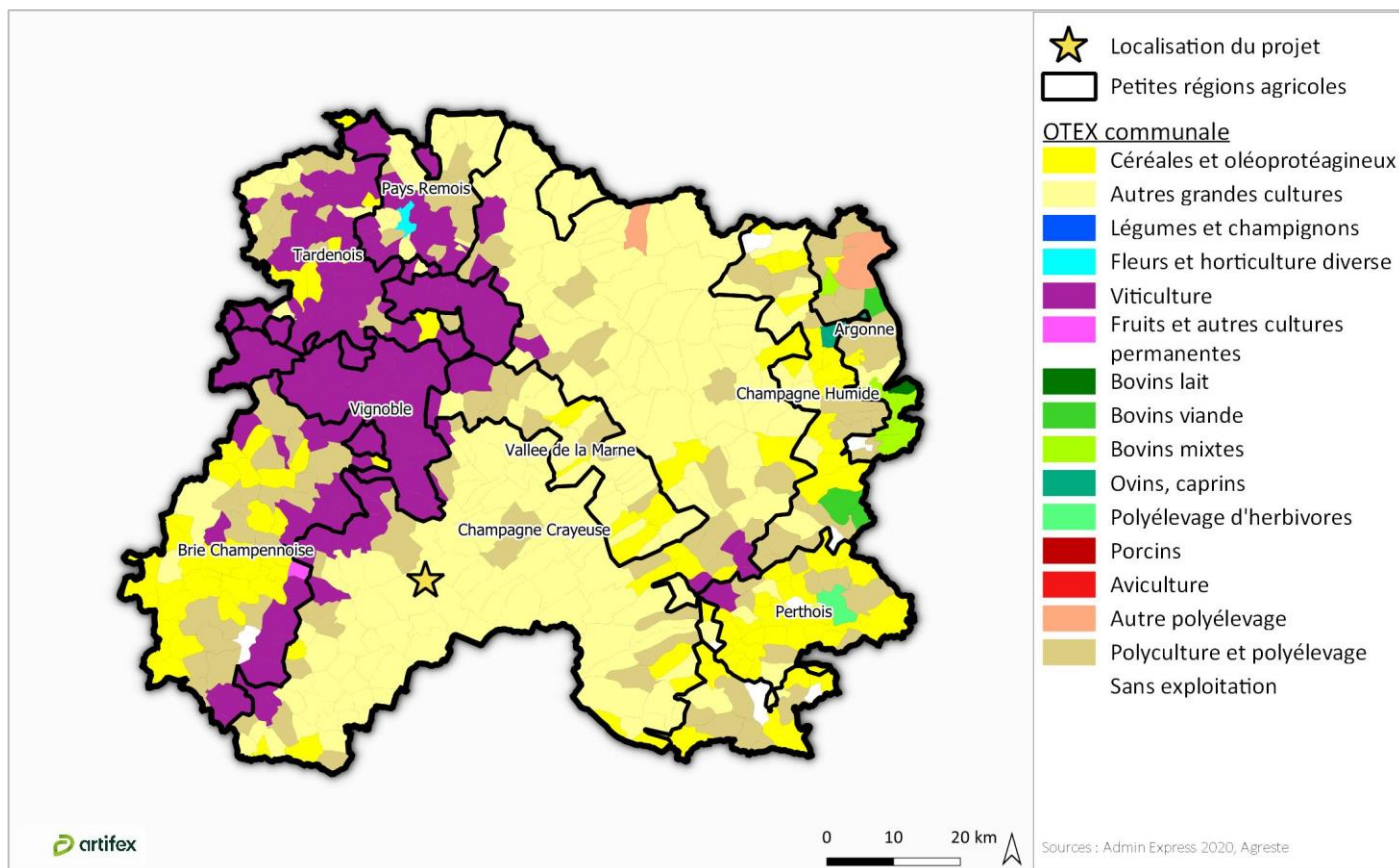 Pays Remois
Tardenois
Argonne
Champagne Humide
Vignoble
Vallee de la Marne
Champagne Crayeuse
Brie Champennoise
Perthois
artifex
0 10 20 km
Localisation du projet
Petites régions agricoles
OTEX communale
Céréales et oléoprotéagineux
Autres grandes cultures
Légumes et champignons
Fleurs et horticulture diverse
Viticulture
Fruits et autres cultures
permanentes
Bovins lait
Bovins viande
Bovins mixtes
Ovins, caprins
Polyélevage d'herbivores
Porcins
Aviculture
Autre polyélevage
Polyculture et polyélevage
Sans exploitation
Sources : Admin Express 2020, Agreste